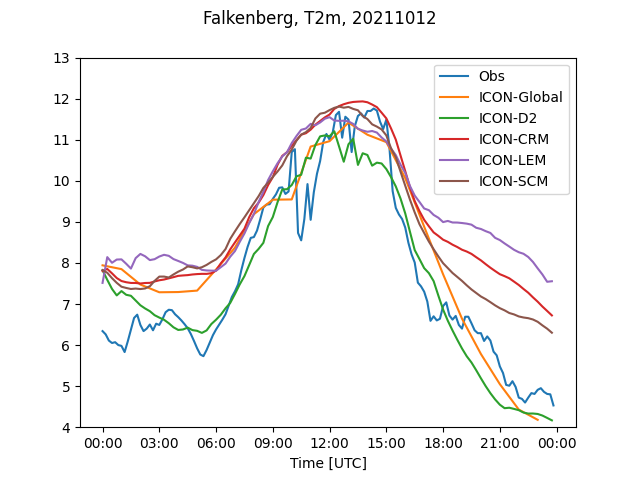 Falkenberg, T2m, 20211012
13
12
11
10
9
8
7
6
5
4
Obs
ICON-Global
ICON-D2
ICON-CRM
ICON-LEM
ICON-SCM
00:00 03:00 06:00 09:00 12:00 15:00 18:00 21:00 00:00
Time [UTC]